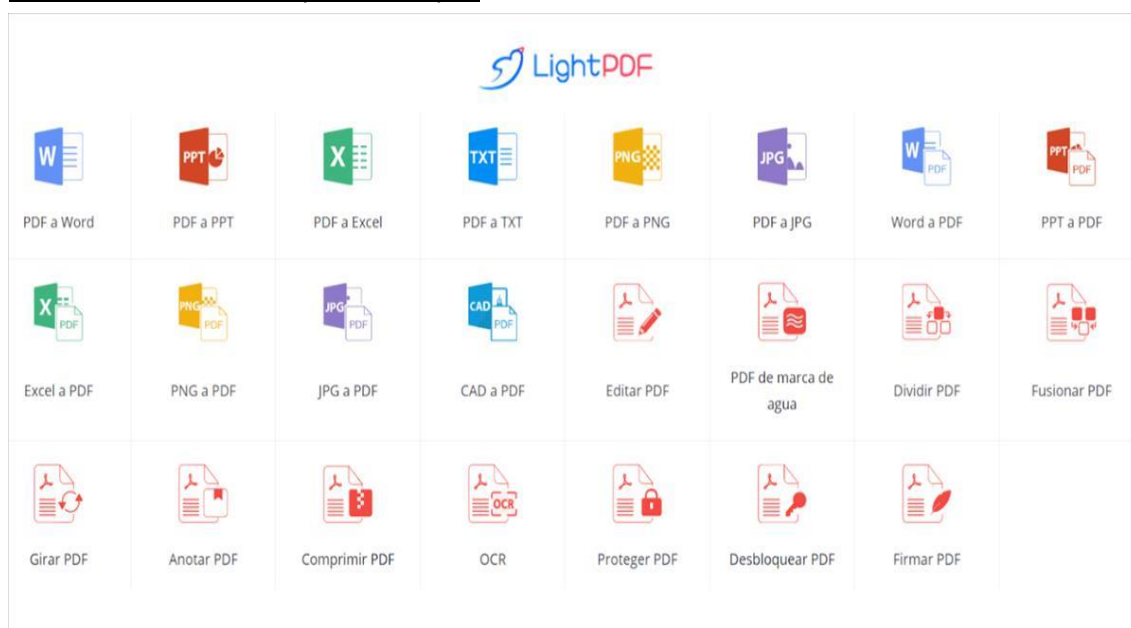 LightPDF
W PPT X TXT PNG JPG W PDF PPT PDF
PDF a Word PDF a PPT PDF a Excel PDF a TXT PDF a PNG PDF a JPG Word a PDF PPT a PDF
X PDF PNG PDF JPG PDF CAD PDF
Excel a PDF PNG a PDF JPG a PDF CAD a PDF Editar PDF PDF de marca de agua Dividir PDF Fusionar PDF
OCR
Girar PDF Anotar PDF Comprimir PDF OCR Proteger PDF Desbloquear PDF Firmar PDF